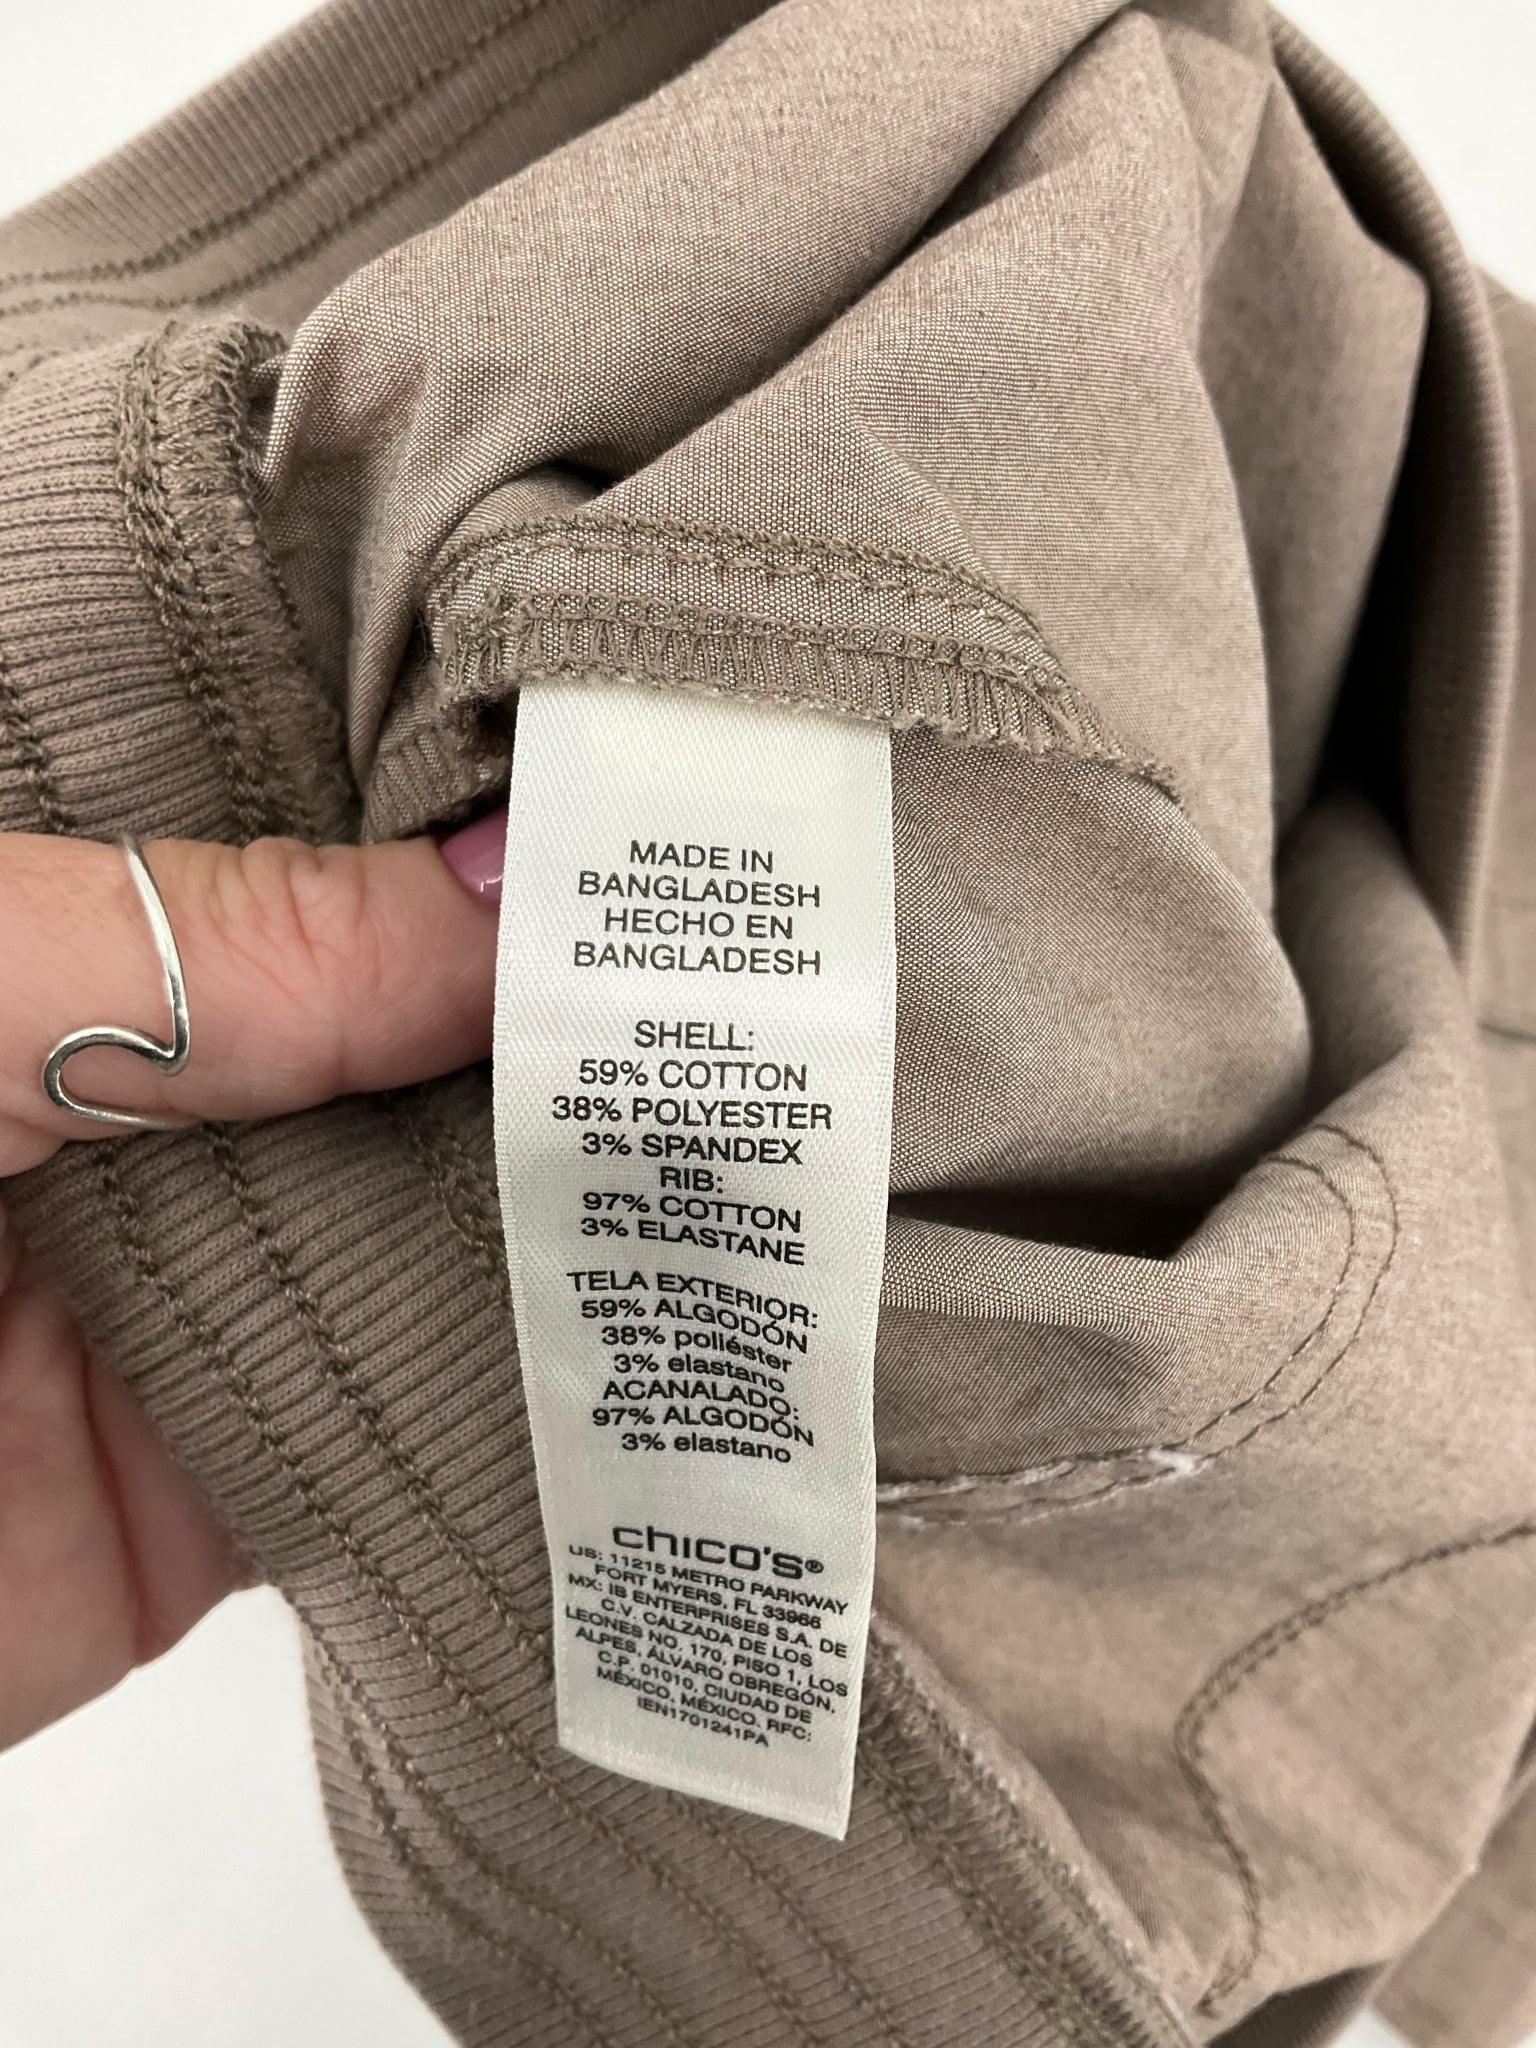 MADE IN
BANGLADESH
HECHO EN
BANGLADESH
SHELL:
59% COTTON
38% POLYESTER
3% SPANDEX
RIB:
97% COTTON
3% ELASTANE
TELA EXTERIOR:
59% ALGODÓN
38% poliéster
3% elastano
ACANALADO:
97% ALGODÓN
3% elastano
chico's®
US: 11215 METRO PARKWAY
FORT MYERS, FL 33966
MX: IB ENTERPRISES S.A. DE
C.V. CALZADA DE LOS
LEONES NO. 170, PISO 1, LOS
ALPES, ÁLVARO OBREGÓN,
C.P. 01010, CIUDAD DE
MÉXICO, MÉXICO. RFC:
IEN1701241PA